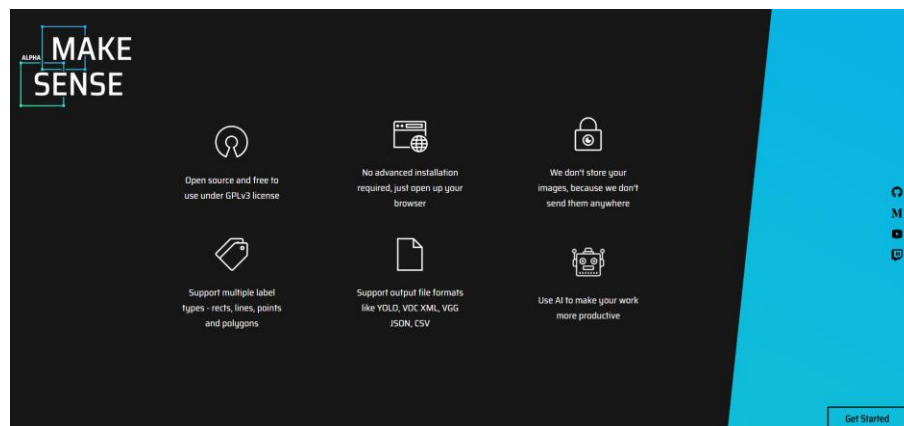 ALPHA MAKE
SENSE
Open source and free to
use under GPLv3 license
No advanced installation
required, just open up your
browser
We don't store your
images, because we don't
send them anywhere
Support multiple label
types - rects, lines, points
and polygons
Support output file formats
like YOLO, VOC XML, VGG
JSON, CSV
Use AI to make your work
more productive
M
Get Started